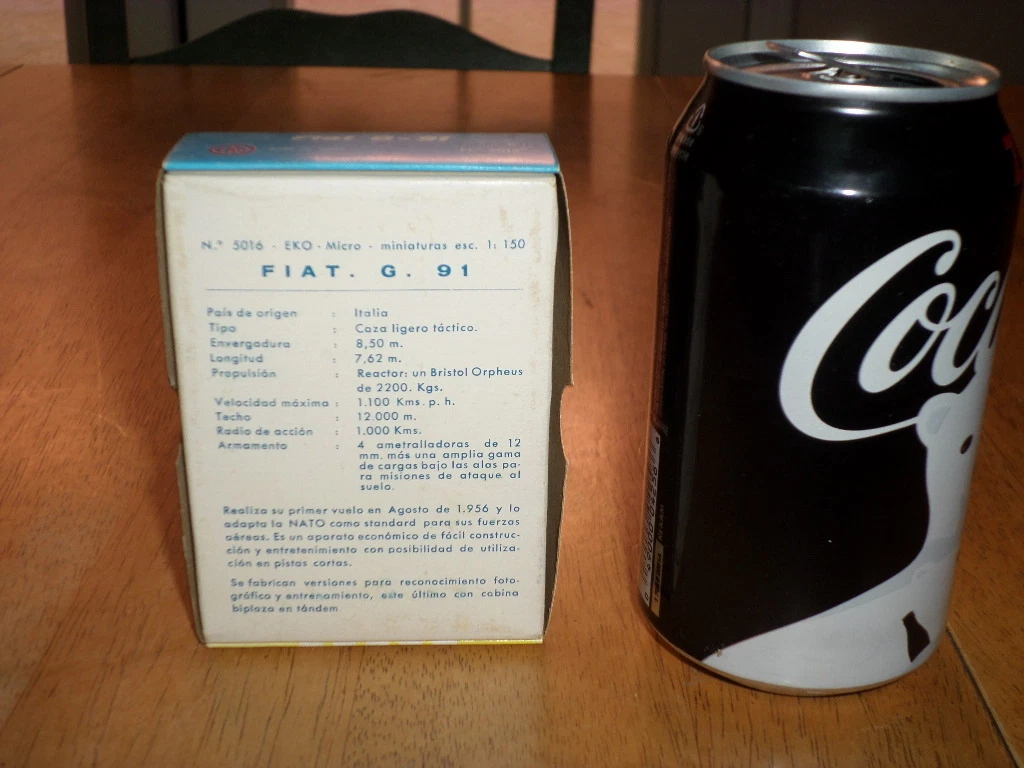 Fiat G-91
N.º 5016 - EKO - Micro - miniaturas esc. 1: 150
FIAT. G. 91
País de origen : Italia
Tipo : Caza ligero táctico.
Envergadura : 8,50 m.
Longitud : 7,62 m.
Propulsión : Reactor: un Bristol Orpheus
de 2200. Kgs.
Velocidad máxima : 1.100 Kms. p. h.
Techo : 12.000 m.
Radio de acción : 1.000 Kms.
Armamento : 4 ametralladoras de 12
mm. más una amplia gama
de cargas bajo las alas pa-
ra misiones de ataque al
suelo.
Realiza su primer vuelo en Agosto de 1.956 y lo
adapta la NATO como standard para sus fuerzas
aéreas. Es un aparato económico de fácil construc-
ción y entretenimiento con posibilidad de utiliza-
ción en pistas cortas.
Se fabrican versiones para reconocimiento foto-
gráfico y entrenamiento, este último con cabina
biplaza en tándem
Coca